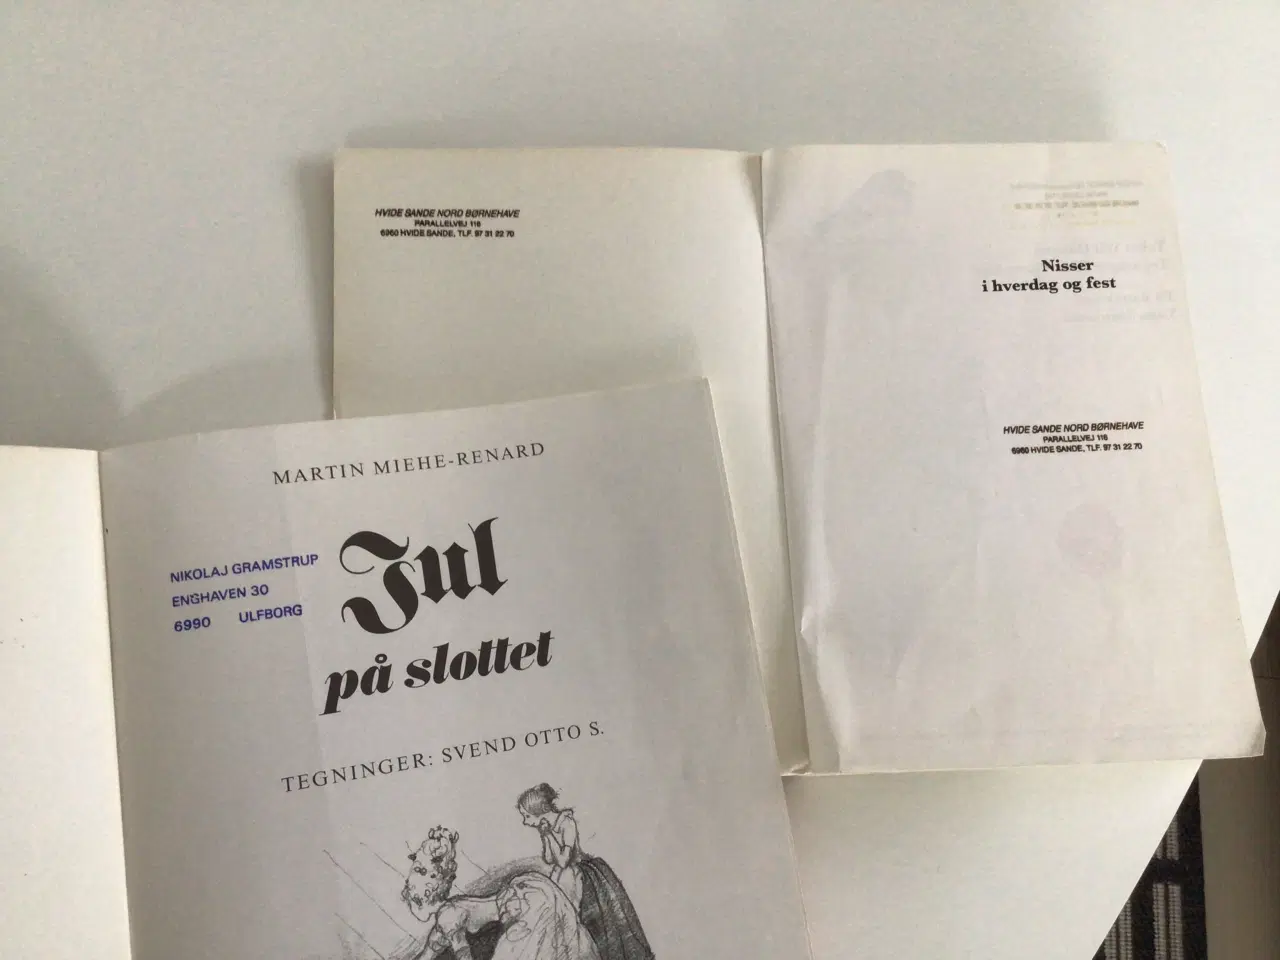 HVIDE SANDE NORD BØRNEHAVE
PARALLELVEJ 116
6960 HVIDE SANDE, TLF. 97 31 22 70
Nisser
i hverdag og fest
HVIDE SANDE NORD BØRNEHAVE
PARALLELVEJ 116
6960 HVIDE SANDE, TLF. 97 31 22 70
MARTIN MIEHE-RENARD
Jul
på slottet
NIKOLAJ GRAMSTRUP
ENGHAVEN 30
6990 ULFBORG
TEGNINGER: SVEND OTTO S.